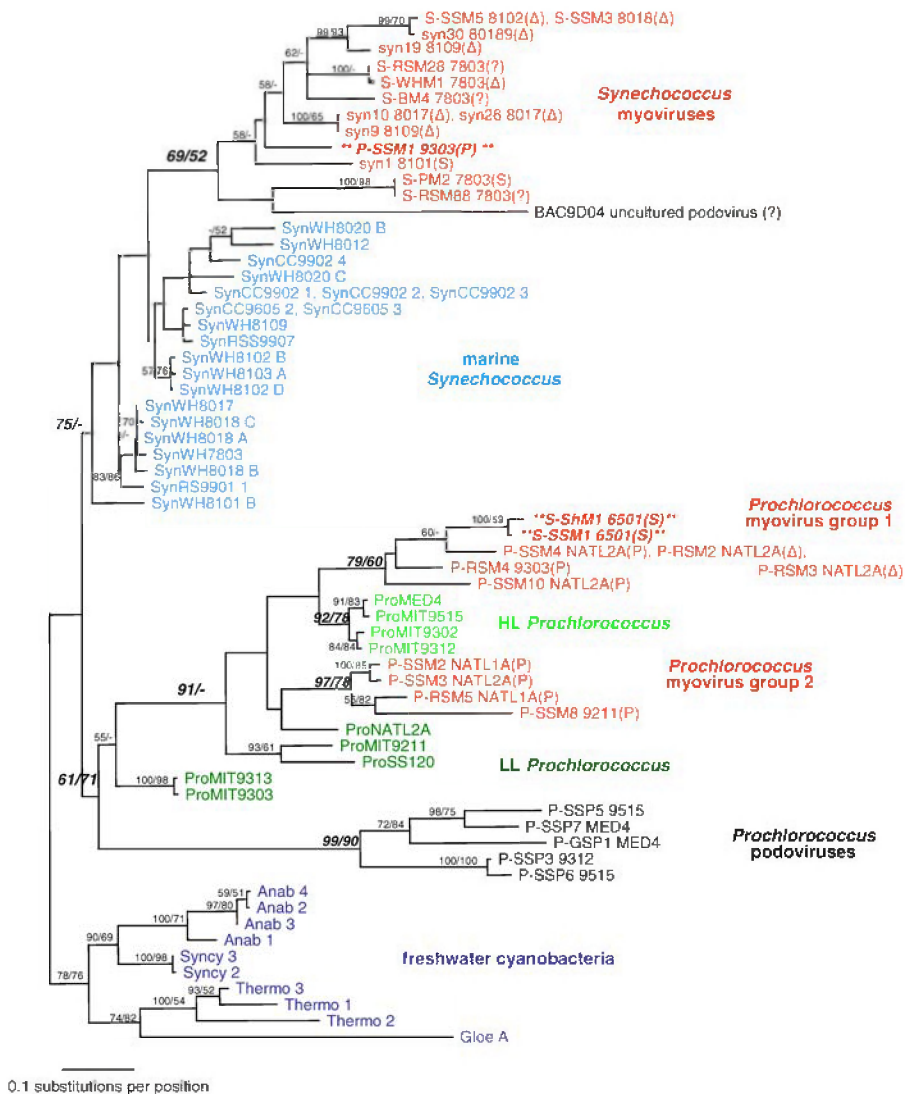 99/70
S-SSM5 8102(Δ), S-SSM3 8018(Δ)
syn30 80189(Δ)
99/93
syn19 8109(Δ)
62/-
S-RSM28 7803(?)
100/-
S-WHM1 7803(Δ)
58/-
S-BM4 7803(?)
Synechococcus
myoviruses
syn10 8017(Δ), syn26 8017(Δ)
100/65
syn9 8109(Δ)
58/-
** P-SSM1 9303(P) **
69/52
syn1 8101(S)
S-PM2 7803(S)
100/98
S-RSM88 7803(?)
BAC9D04 uncultured podovirus (?)
SynWH8020 B
-/52
SynWH8012
SynCC9902 4
SynWH8020 C
SynCC9902 1, SynCC9902 2, SynCC9902 3
SynCC9605 2, SynCC9605 3
SynWH8109
SynRSS9907
SynWH8102 B
57/76
SynWH8103 A
SynWH8102 D
marine
Synechococcus
SynWH8017
70
/-
SynWH8018 C
75/-
SynWH8018 A
SynWH7803
SynWH8018 B
83/86
SynRS9901 1
SynWH8101 B
100/53
**S-ShM1 6501(S)**
**S-SSM1 6501(S)**
Prochlorococcus
myovirus group 1
60/-
P-SSM4 NATL2A(P), P-RSM2 NATL2A(Δ),
P-RSM3 NATL2A(Δ)
79/60
P-RSM4 9303(P)
P-SSM10 NATL2A(P)
91/83
ProMED4
92/78
ProMIT9515
HL Prochlorococcus
ProMIT9302
84/84
ProMIT9312
100/85
P-SSM2 NATL1A(P)
97/78
P-SSM3 NATL2A(P)
Prochlorococcus
myovirus group 2
P-RSM5 NATL1A(P)
55/82
P-SSM8 9211(P)
91/-
ProNATL2A
55/-
93/61
ProMIT9211
ProSS120
LL Prochlorococcus
61/71
100/98
ProMIT9313
ProMIT9303
98/75
P-SSP5 9515
72/84
P-SSP7 MED4
99/90
P-GSP1 MED4
100/100
P-SSP3 9312
P-SSP6 9515
Prochlorococcus
podoviruses
59/51
Anab 4
97/80
Anab 2
100/71
Anab 3
90/69
Anab 1
100/98
Syncy 3
Syncy 2
freshwater cyanobacteria
78/76
93/52
Thermo 3
100/54
Thermo 1
74/82
Thermo 2
Gloe A
0.1 substitutions per position